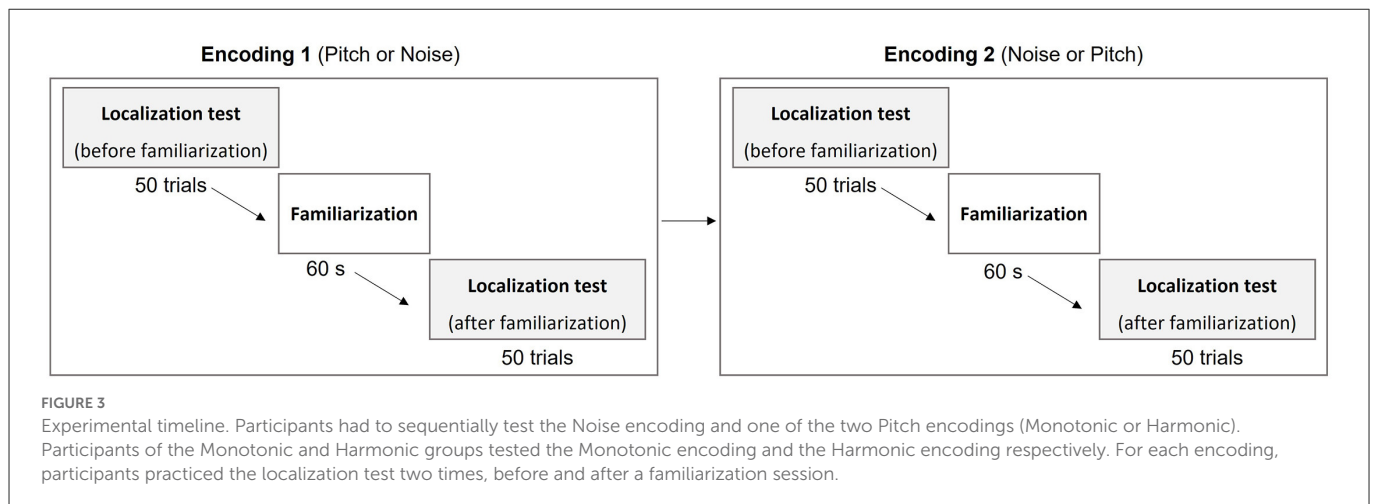 Encoding 1 (Pitch or Noise)
Localization test
(before familiarization)
50 trials
Familiarization
60 s
Localization test
(after familiarization)
50 trials
Encoding 2 (Noise or Pitch)
Localization test
(before familiarization)
50 trials
Familiarization
60 s
Localization test
(after familiarization)
50 trials
FIGURE 3
Experimental timeline. Participants had to sequentially test the Noise encoding and one of the two Pitch encodings (Monotonic or Harmonic).
Participants of the Monotonic and Harmonic groups tested the Monotonic encoding and the Harmonic encoding respectively. For each encoding,
participants practiced the localization test two times, before and after a familiarization session.